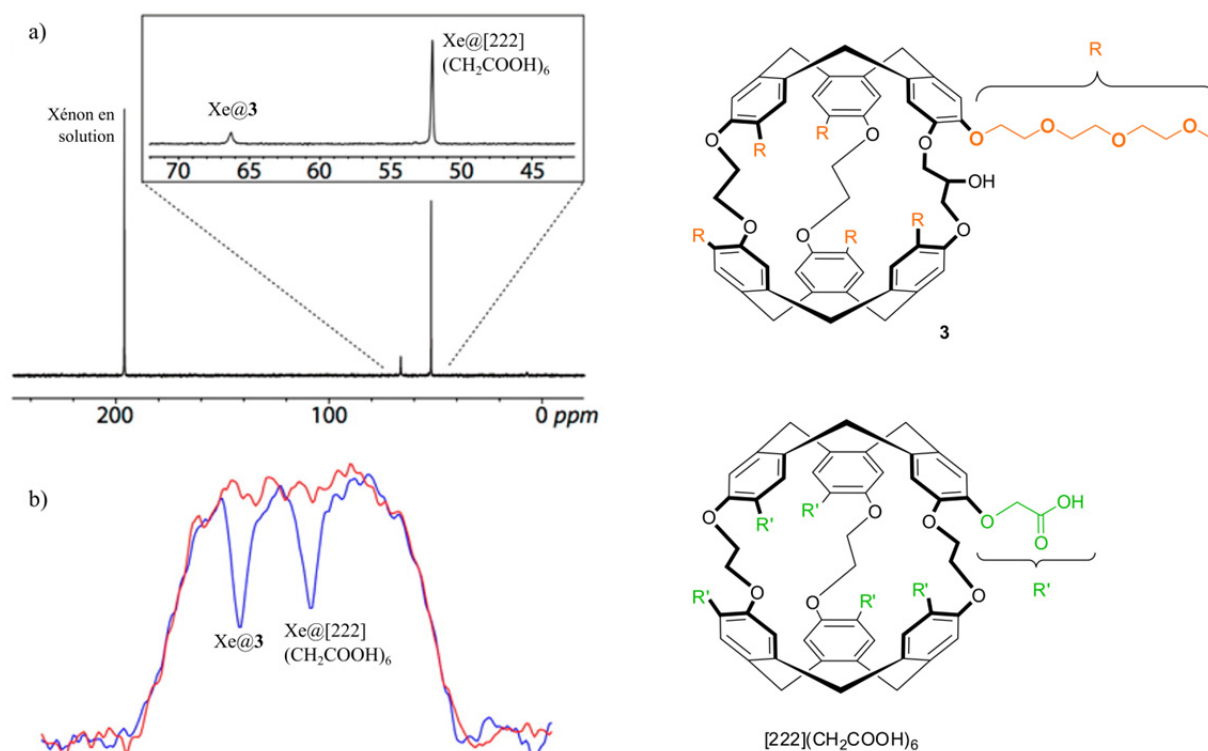 a)
Xe@[222]
(CH₂COOH)₆
Xe@3
Xénon en
solution
70 65 60 55 50 45
200 100 0 ppm
b)
Xe@3
Xe@[222]
(CH₂COOH)₆
R
O
O
O
O
O
R
R
O
O
OH
O
O
O
R
R
R
3
OH
O
O
R'
R'
R'
O
O
O
O
O
O
R'
R'
R'
[222](CH₂COOH)₆